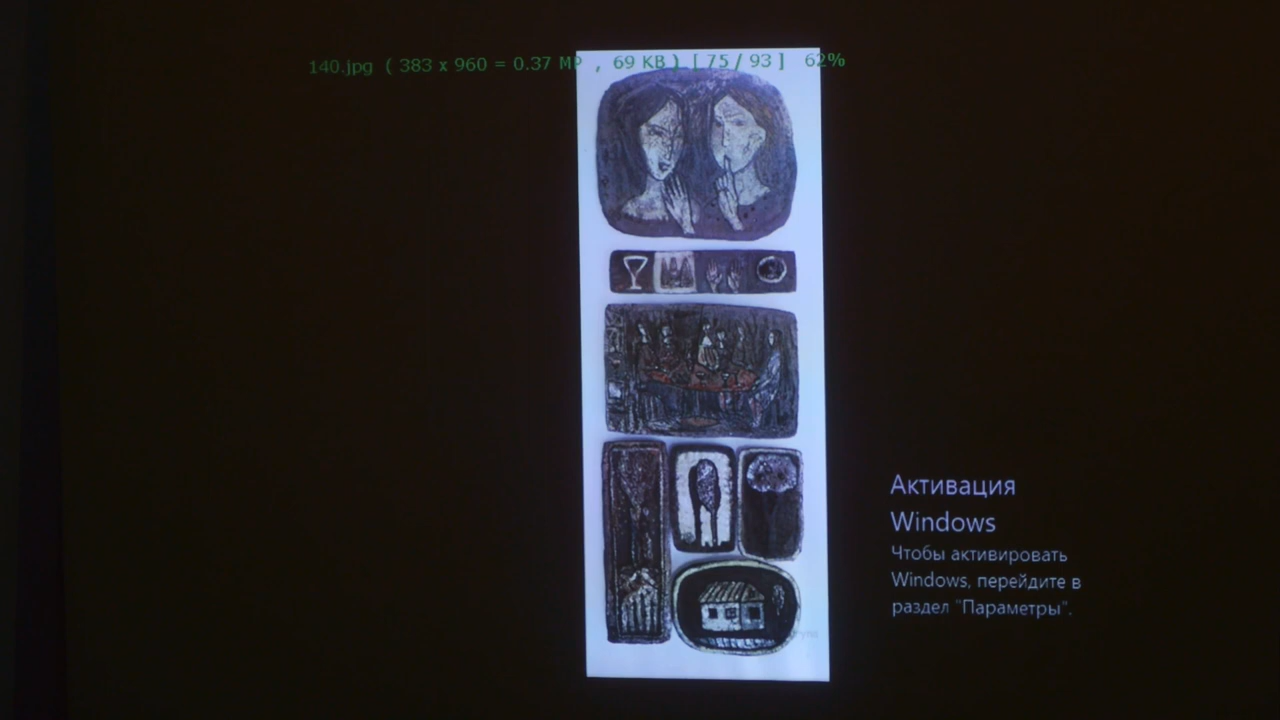 140.jpg ( 383 x 960 = 0.37 MP , 69 KB ) [ 75 / 93 ] 62%
Активация
Windows
Чтобы активировать
Windows, перейдите в
раздел "Параметры".